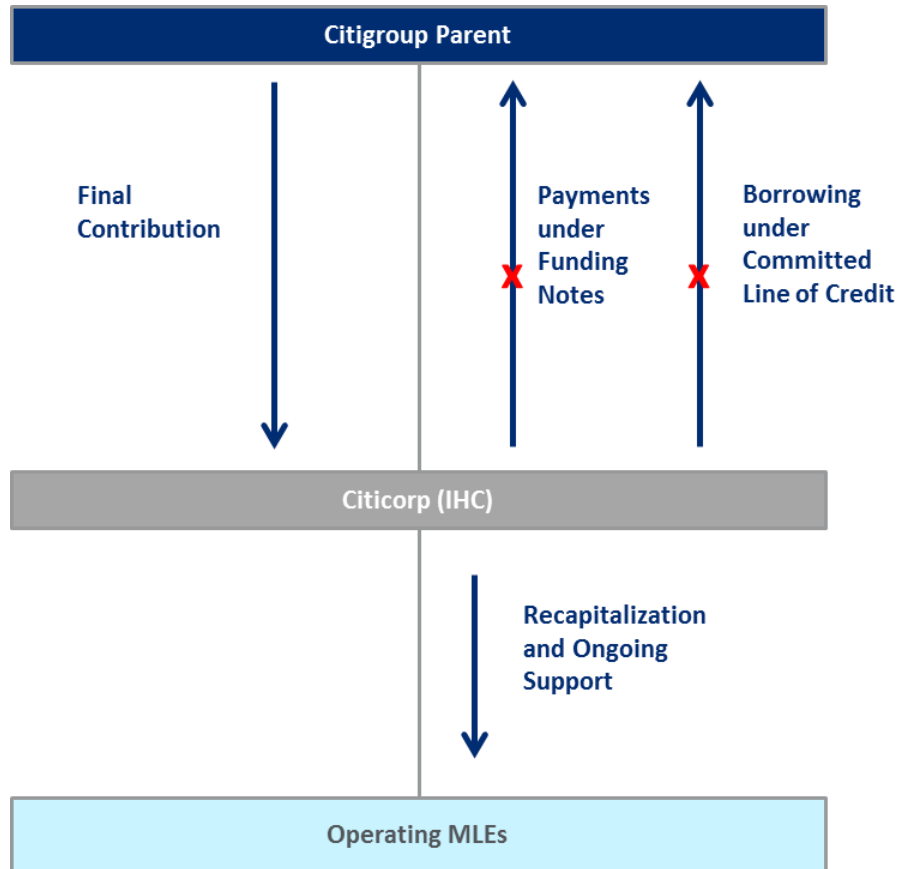 Citigroup Parent
Final
Contribution
Payments
under
Funding
Notes
Borrowing
under
Committed
Line of Credit
X
X
Citicorp (IHC)
Recapitalization
and Ongoing
Support
Operating MLEs